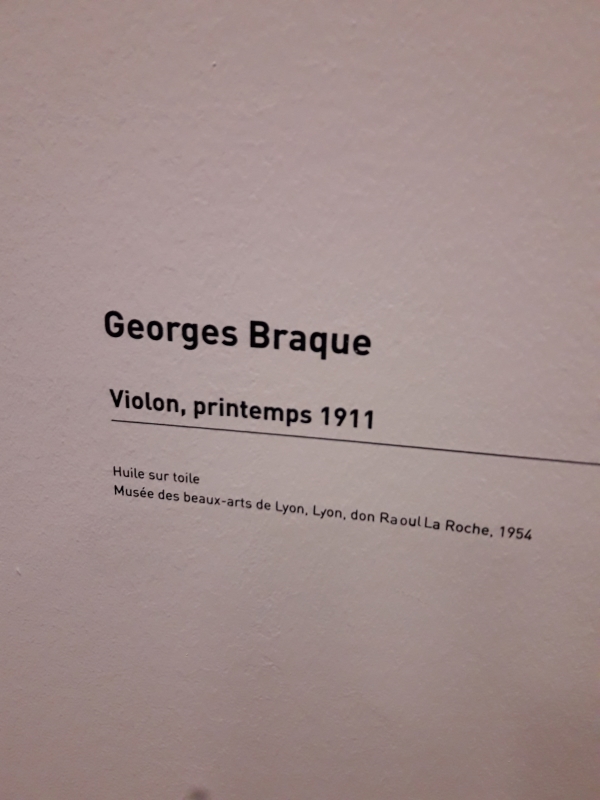 Georges Braque
Violon, printemps 1911
Huile sur toile
Musée des beaux-arts de Lyon, Lyon, don Raoul La Roche, 1954